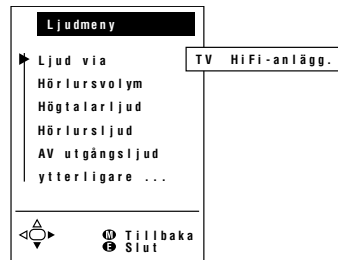 Ljudmeny
Ljud via
TV HiFi-anlägg.
Hörlursvolym
Högtalarljud
Hörlursljud
AV utgångsljud
ytterligare ...
M Tillbaka
E Slut